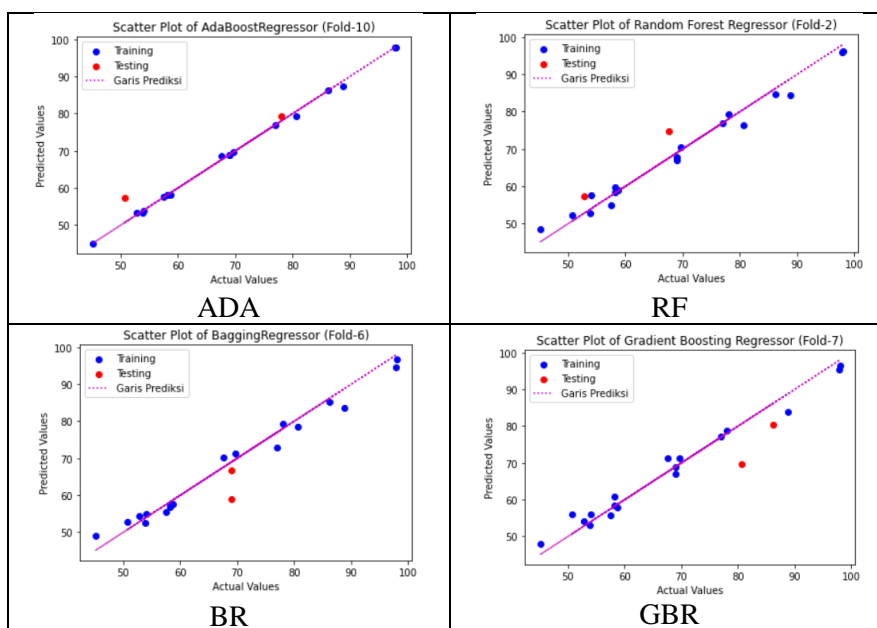 Scatter Plot of AdaBoostRegressor (Fold-10)
100
90
80
70
60
50
Predicted Values
Training
Testing
Garis Prediksi
50 60 70 80 90 100
Actual Values
ADA
Scatter Plot of Random Forest Regressor (Fold-2)
100
90
80
70
60
50
Predicted Values
Training
Testing
Garis Prediksi
50 60 70 80 90 100
Actual Values
RF
Scatter Plot of BaggingRegressor (Fold-6)
100
90
80
70
60
50
Predicted Values
Training
Testing
Garis Prediksi
50 60 70 80 90 100
Actual Values
BR
Scatter Plot of Gradient Boosting Regressor (Fold-7)
100
90
80
70
60
50
Predicted Values
Training
Testing
Garis Prediksi
50 60 70 80 90 100
Actual Values
GBR